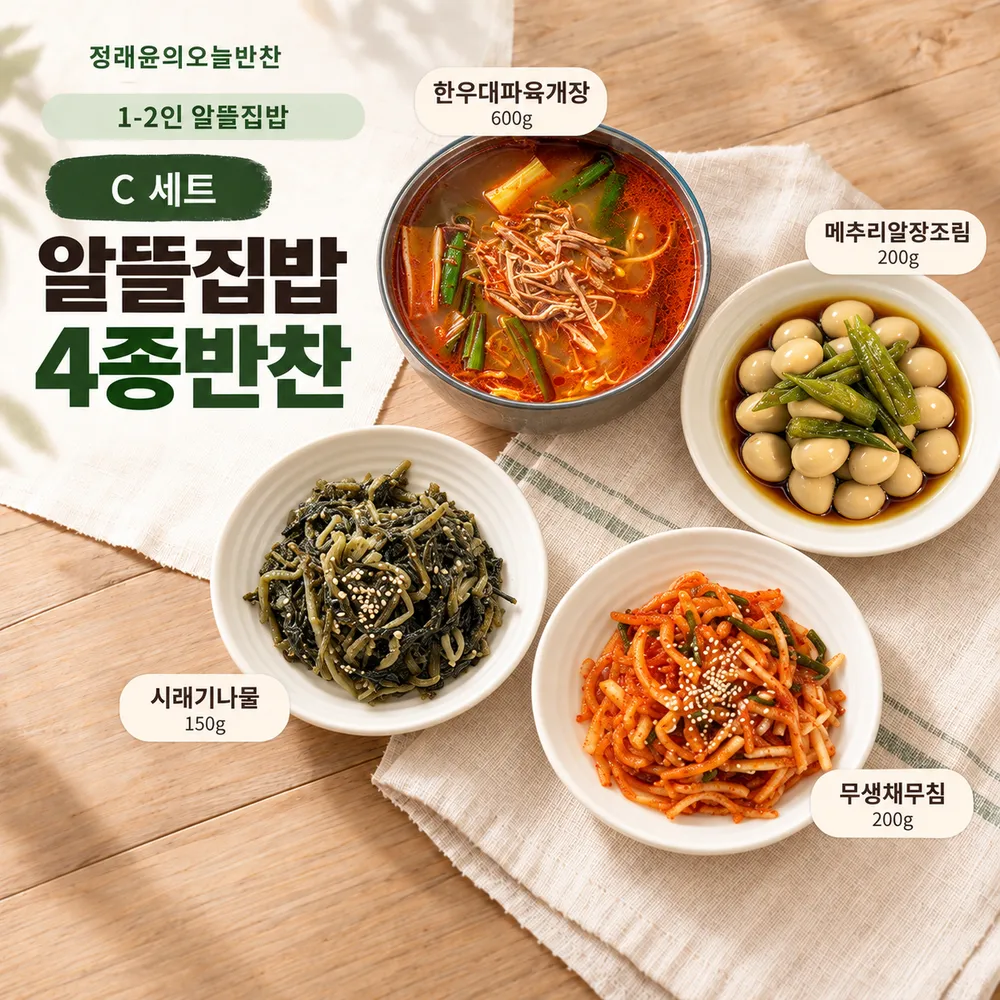 정래윤의오늘반찬
1-2인 알뜰집밥
C 세트
알뜰집밥
4종반찬
한우대파육개장
600g
메추리알장조림
200g
시래기나물
150g
무생채무침
200g